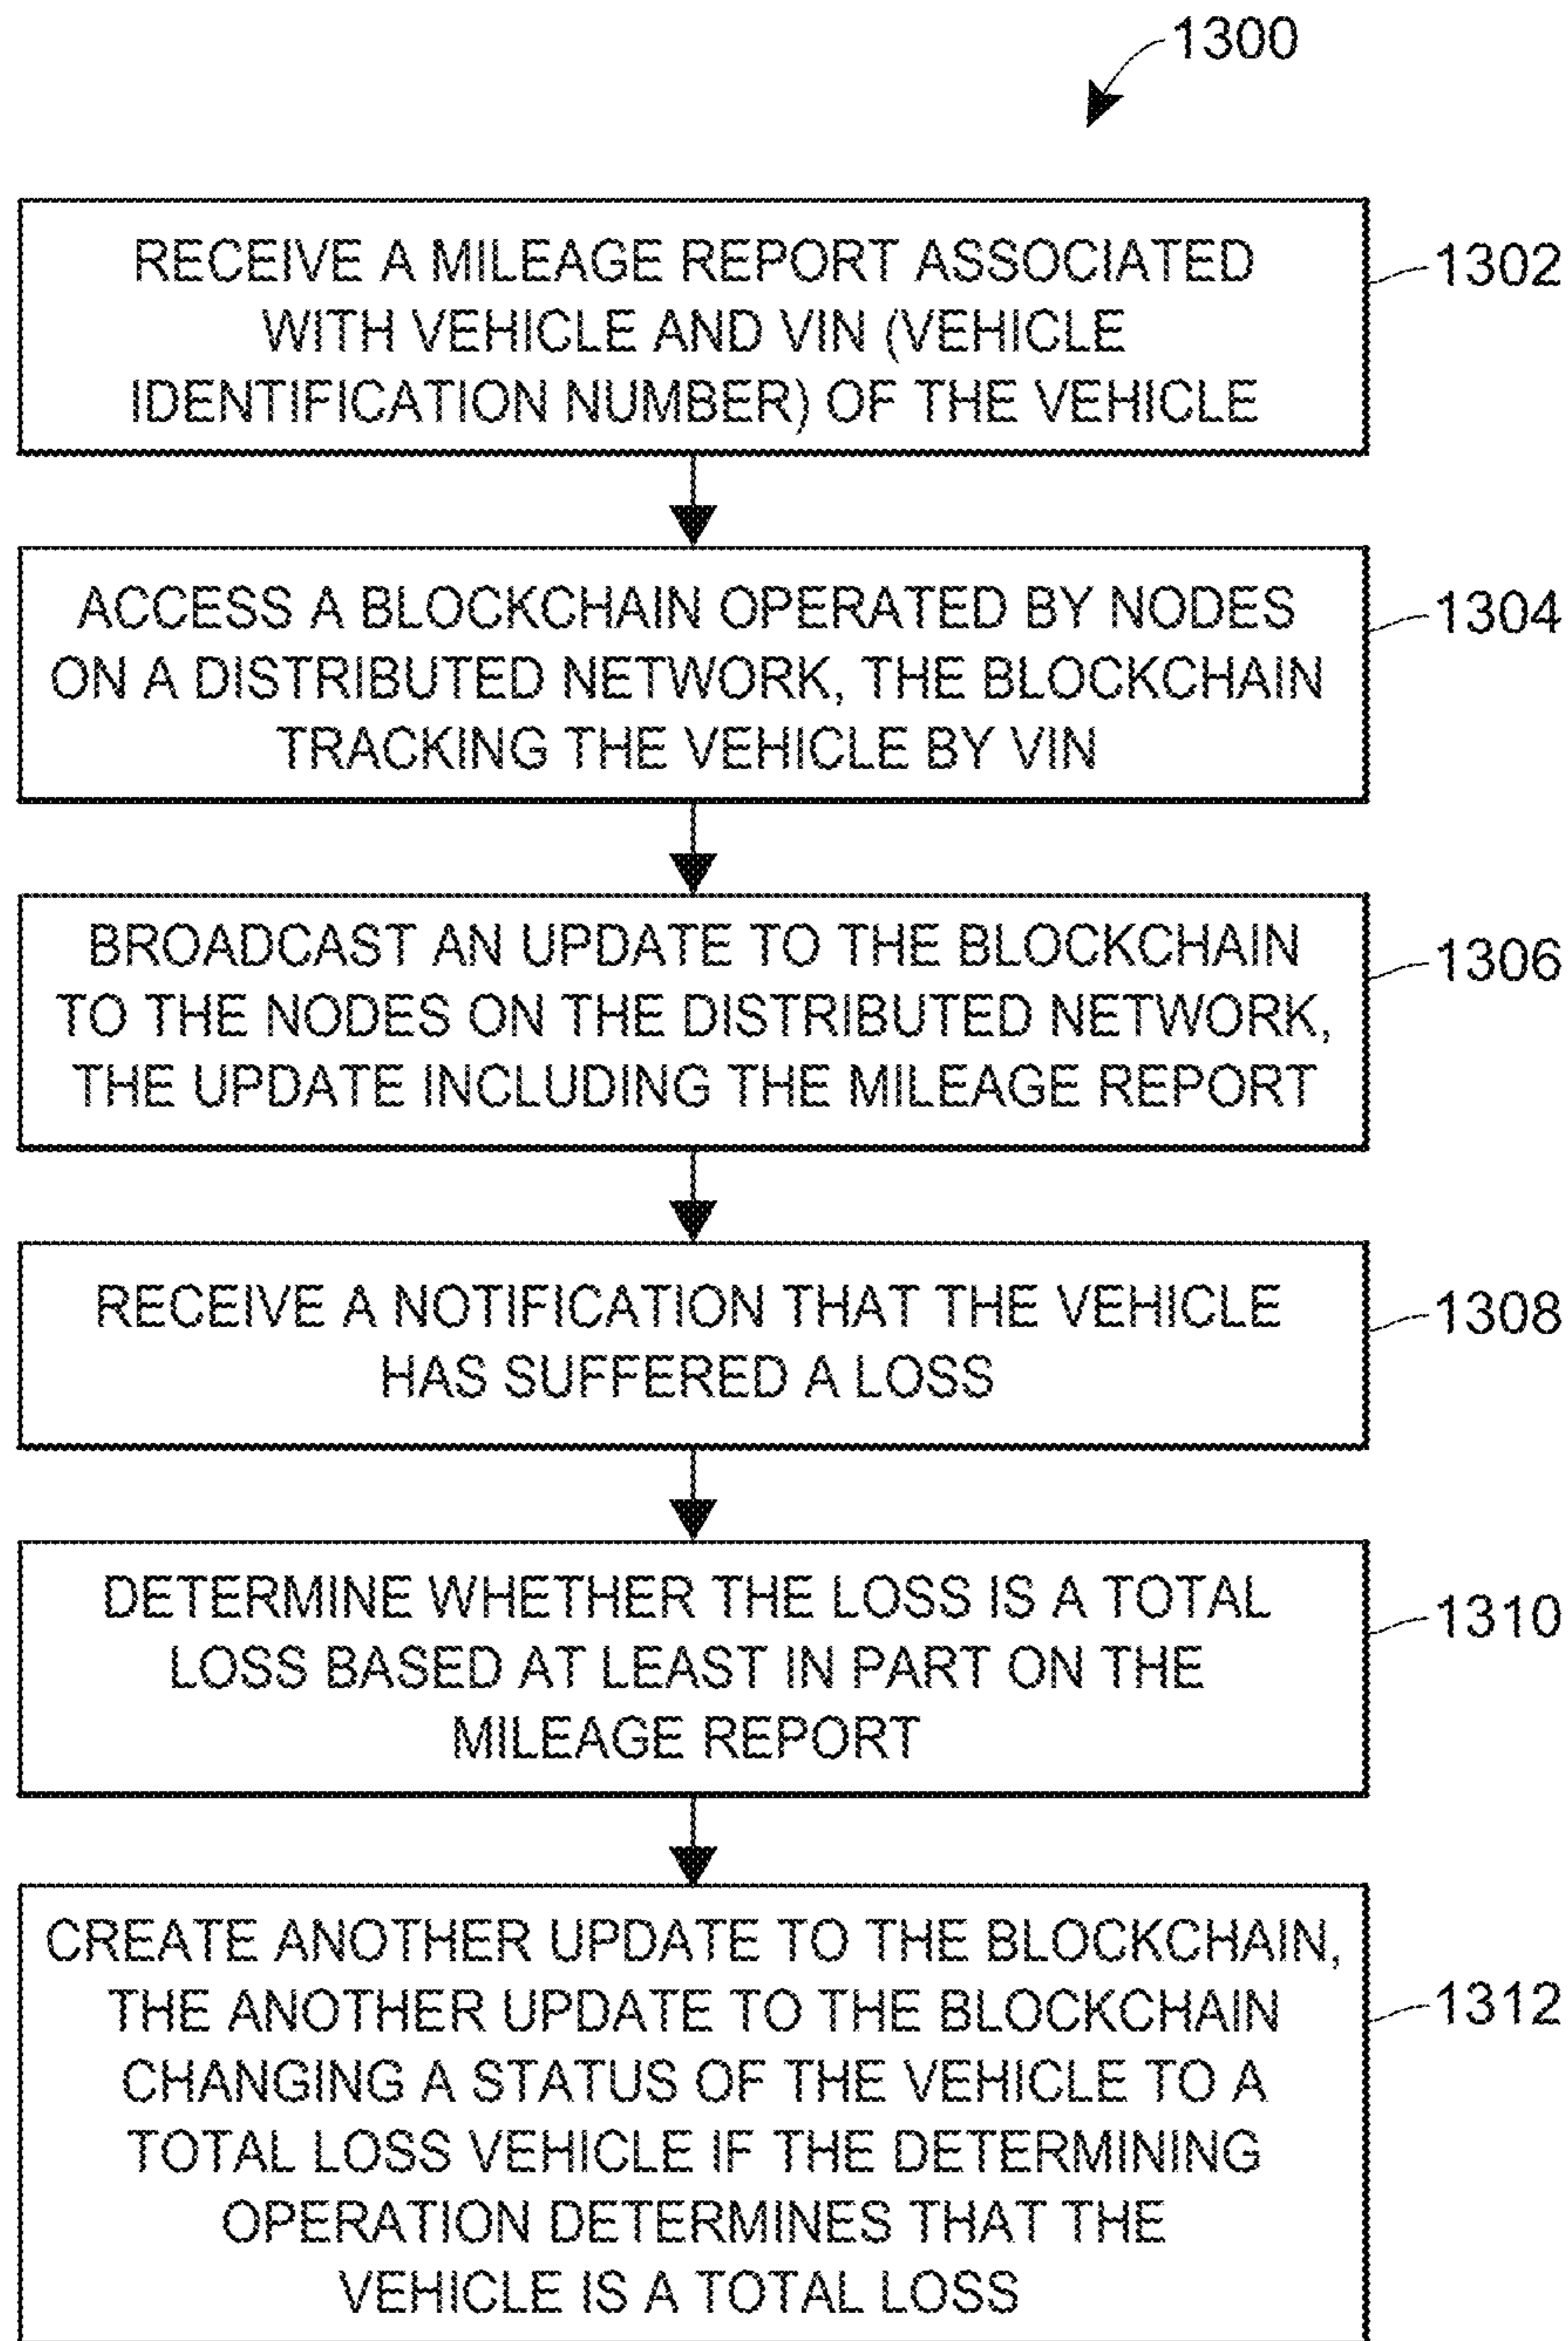 1300
RECEIVE A MILEAGE REPORT ASSOCIATED
WITH VEHICLE AND VIN (VEHICLE
IDENTIFICATION NUMBER) OF THE VEHICLE
1302
ACCESS A BLOCKCHAIN OPERATED BY NODES
ON A DISTRIBUTED NETWORK, THE BLOCKCHAIN
TRACKING THE VEHICLE BY VIN
1304
BROADCAST AN UPDATE TO THE BLOCKCHAIN
TO THE NODES ON THE DISTRIBUTED NETWORK,
THE UPDATE INCLUDING THE MILEAGE REPORT
1306
RECEIVE A NOTIFICATION THAT THE VEHICLE
HAS SUFFERED A LOSS
1308
DETERMINE WHETHER THE LOSS IS A TOTAL
LOSS BASED AT LEAST IN PART ON THE
MILEAGE REPORT
1310
CREATE ANOTHER UPDATE TO THE BLOCKCHAIN,
THE ANOTHER UPDATE TO THE BLOCKCHAIN
CHANGING A STATUS OF THE VEHICLE TO A
TOTAL LOSS VEHICLE IF THE DETERMINING
OPERATION DETERMINES THAT THE
VEHICLE IS A TOTAL LOSS
1312